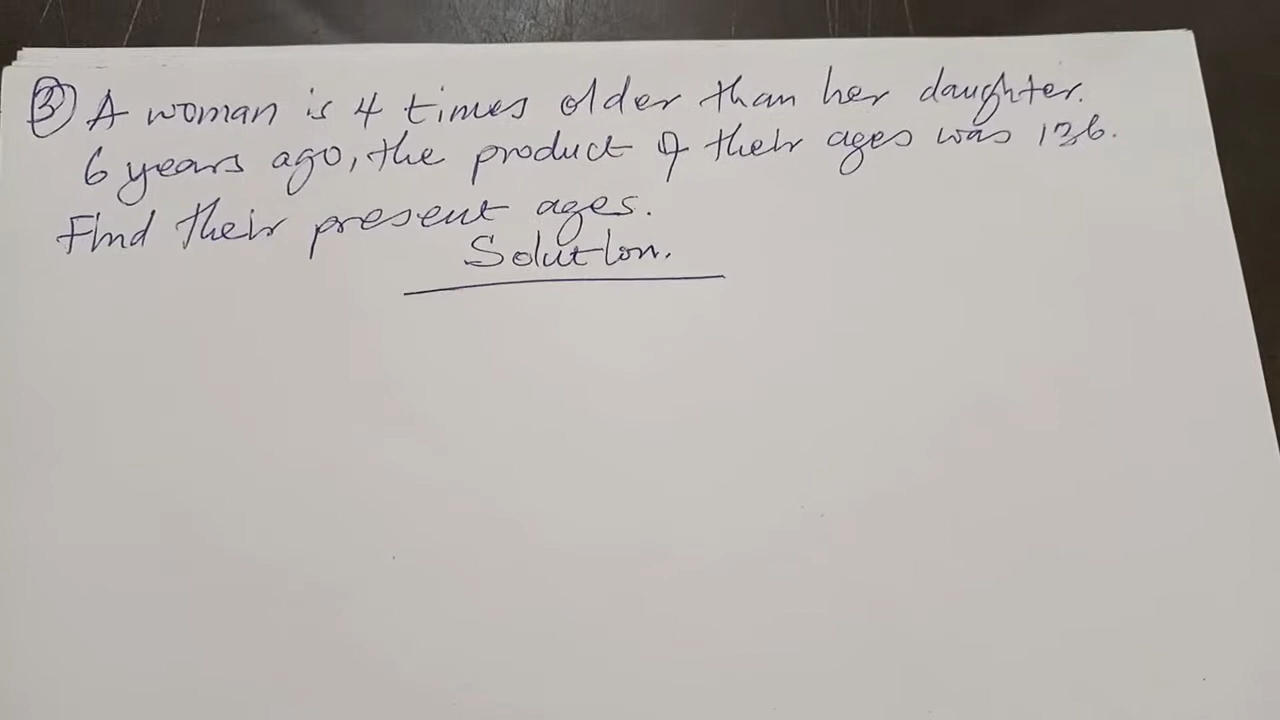 ③ A woman is 4 times older than her daughter.
6 years ago, the product of their ages was 136.
Find their present ages.
Solution.